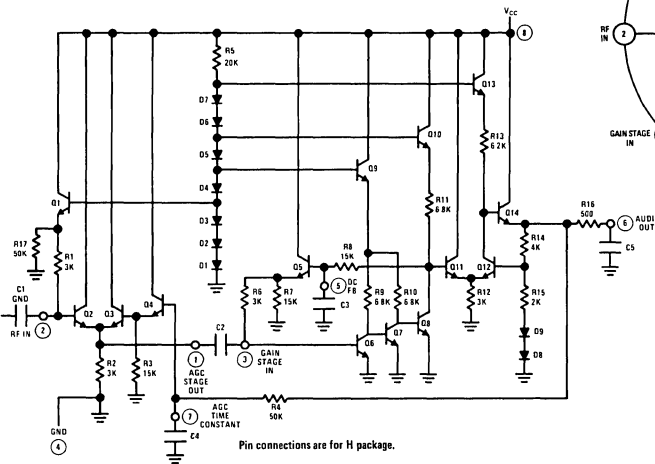 VCC
8
RF
IN
2
GAIN STAGE
IN
R5
20K
D7
D6
D5
D4
D3
D2
D1
Q13
R13
6.2K
Q10
Q9
R11
6.8K
Q14
R16
500
6
AUDI
OUT
C5
R14
4K
R15
2K
D9
D8
Q1
R17
50K
R1
3K
C1
GND
RF IN
2
Q2
Q3
Q4
R2
3K
R3
15K
1
AGC
STAGE
OUT
C2
3
GAIN
STAGE
IN
Q5
R8
15K
5
DC
FB
C3
R6
3K
R7
15K
R9
6.8K
R10
6.8K
Q6
Q7
Q8
Q11
Q12
R12
3K
GND
4
7
AGC
TIME
CONSTANT
C4
R4
50K
Pin connections are for H package.